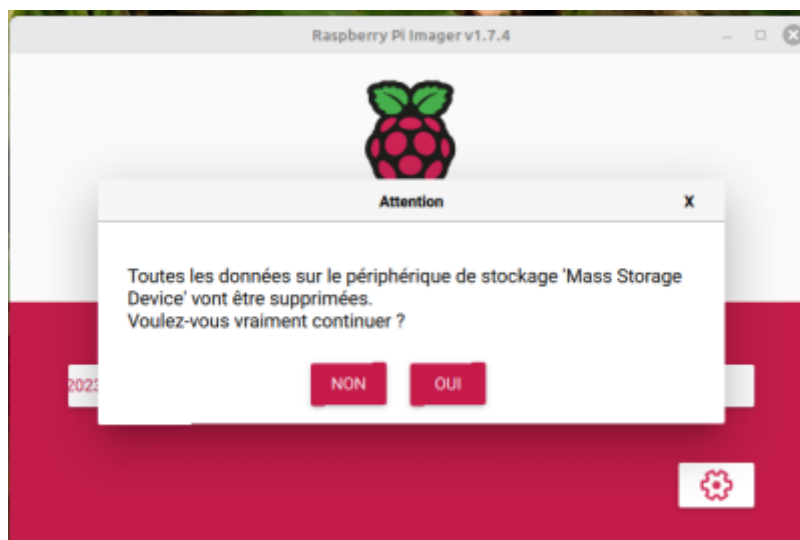 Raspberry Pi Imager v1.7.4
Attention
X
Toutes les données sur le périphérique de stockage 'Mass Storage
Device' vont être supprimées.
Voulez-vous vraiment continuer ?
NON
OUI
2023